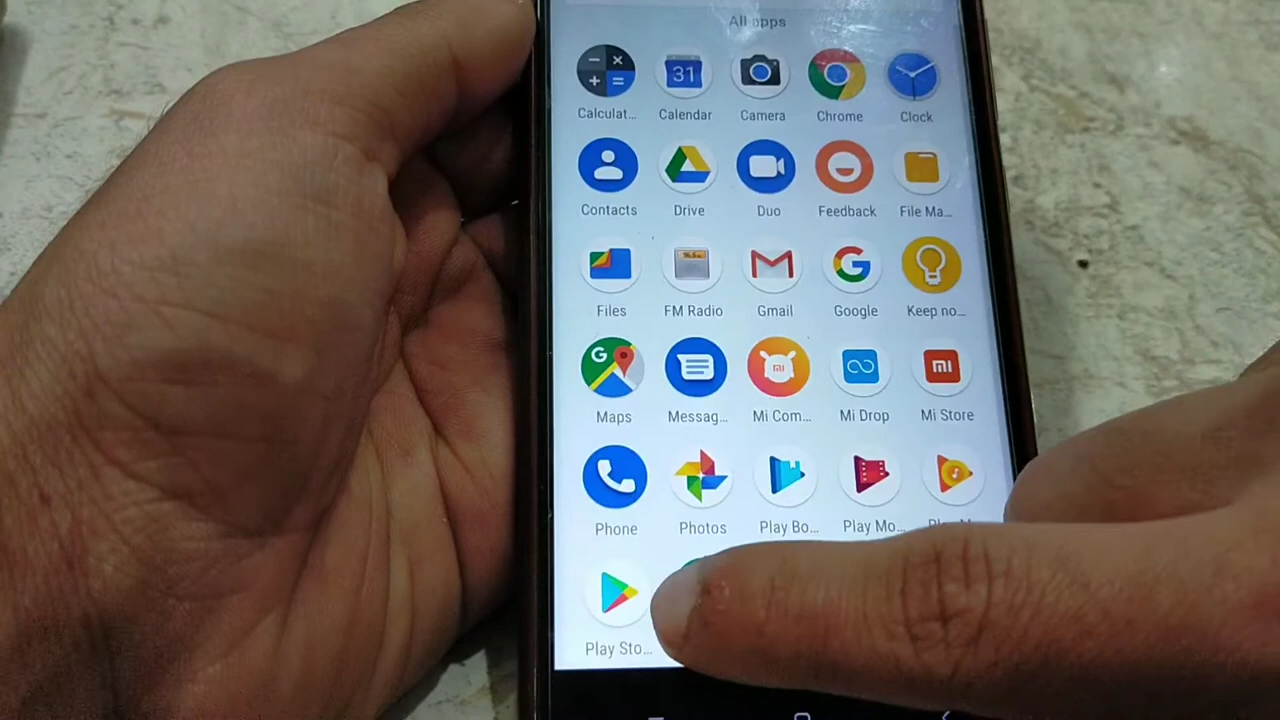 All apps
31
Calculat... Calendar Camera Chrome Clock
Contacts Drive Duo Feedback File Ma...
Files FM Radio Gmail Google Keep no...
G
mi mi
Maps Messag... Mi Com... Mi Drop Mi Store
Phone Photos Play Bo... Play Mo... Play M...
Play Sto...